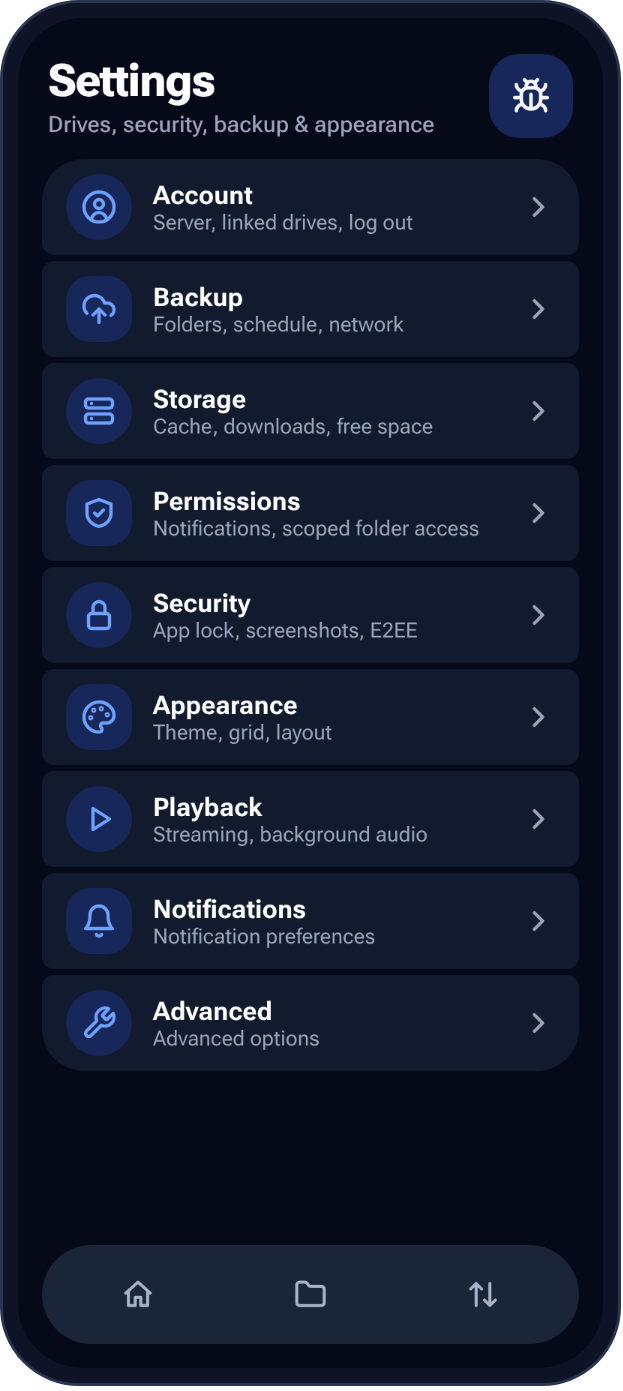 Settings
Drives, security, backup & appearance
Account
Server, linked drives, log out
Backup
Folders, schedule, network
Storage
Cache, downloads, free space
Permissions
Notifications, scoped folder access
Security
App lock, screenshots, E2EE
Appearance
Theme, grid, layout
Playback
Streaming, background audio
Notifications
Notification preferences
Advanced
Advanced options